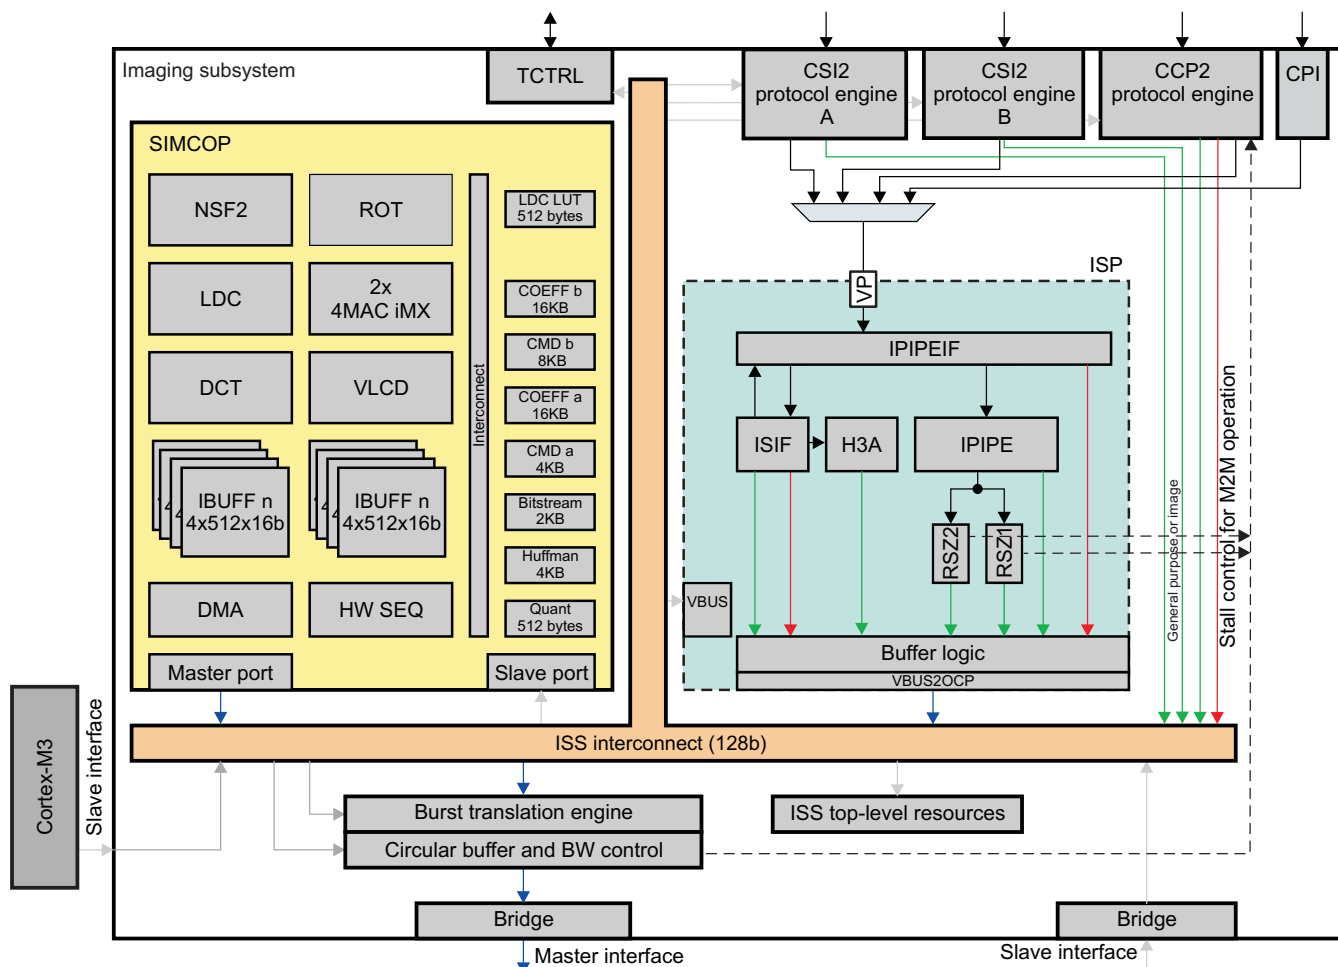 Imaging subsystem
TCTRL
CSI2
protocol engine
A
CSI2
protocol engine
B
CCP2
protocol engine
CPI
SIMCOP
NSF2
ROT
LDC LUT
512 bytes
LDC
2x
4MAC iMX
COEFF b
16KB
CMD b
8KB
DCT
VLCD
COEFF a
16KB
CMD a
4KB
Interconnect
4
4
IBUFF n
4x512x16b
4
4
IBUFF n
4x512x16b
Bitstream
2KB
Huffman
4KB
DMA
HW SEQ
Quant
512 bytes
Master port
Slave port
ISP
VP
IPIPEIF
ISIF
H3A
IPIPE
RSZ2
RSZ1
VBUS
Buffer logic
VBUS2OCP
General purpose or image
Stall control for M2M operation
ISS interconnect (128b)
Cortex-M3
Slave interface
Burst translation engine
Circular buffer and BW control
ISS top-level resources
Bridge
Bridge
Master interface
Slave interface